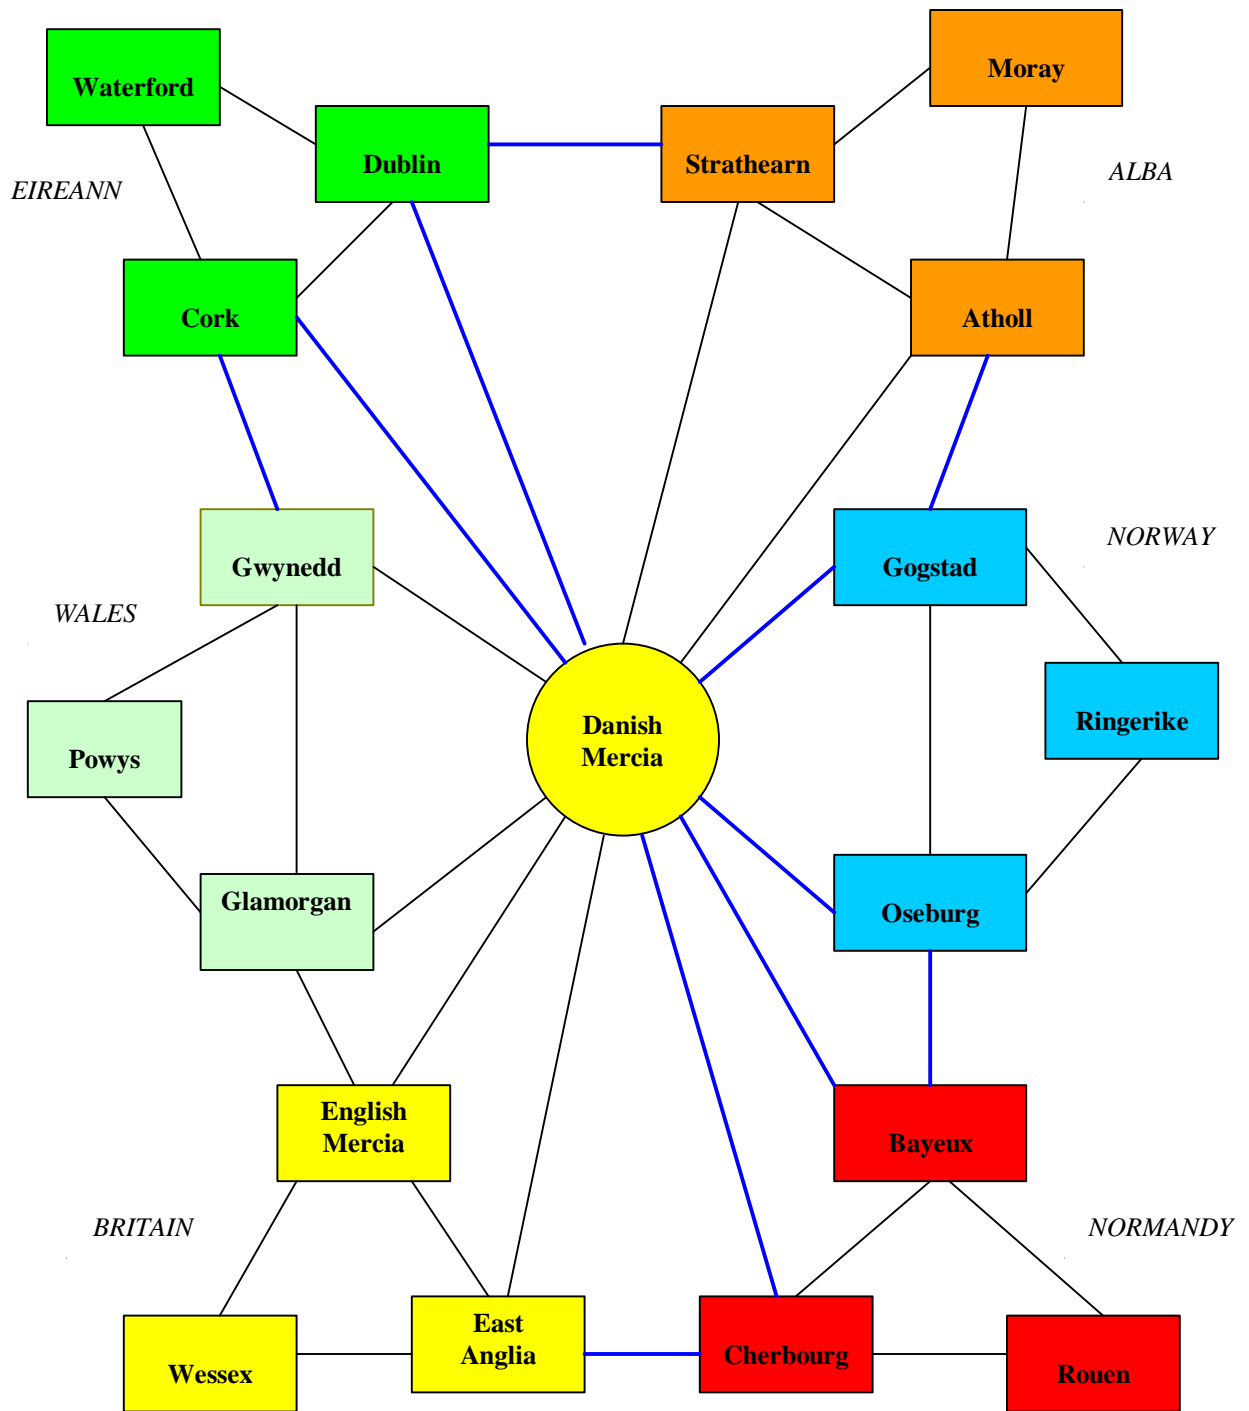 Moray
Waterford
Dublin
Strathearn
EIREANN
ALBA
Cork
Atholl
Gwynedd
Gogstad
NORWAY
WALES
Ringerike
Danish
Mercia
Powys
Glamorgan
Oseburg
English
Mercia
Bayeux
BRITAIN
NORMANDY
East
Anglia
Cherbourg
Wessex
Rouen